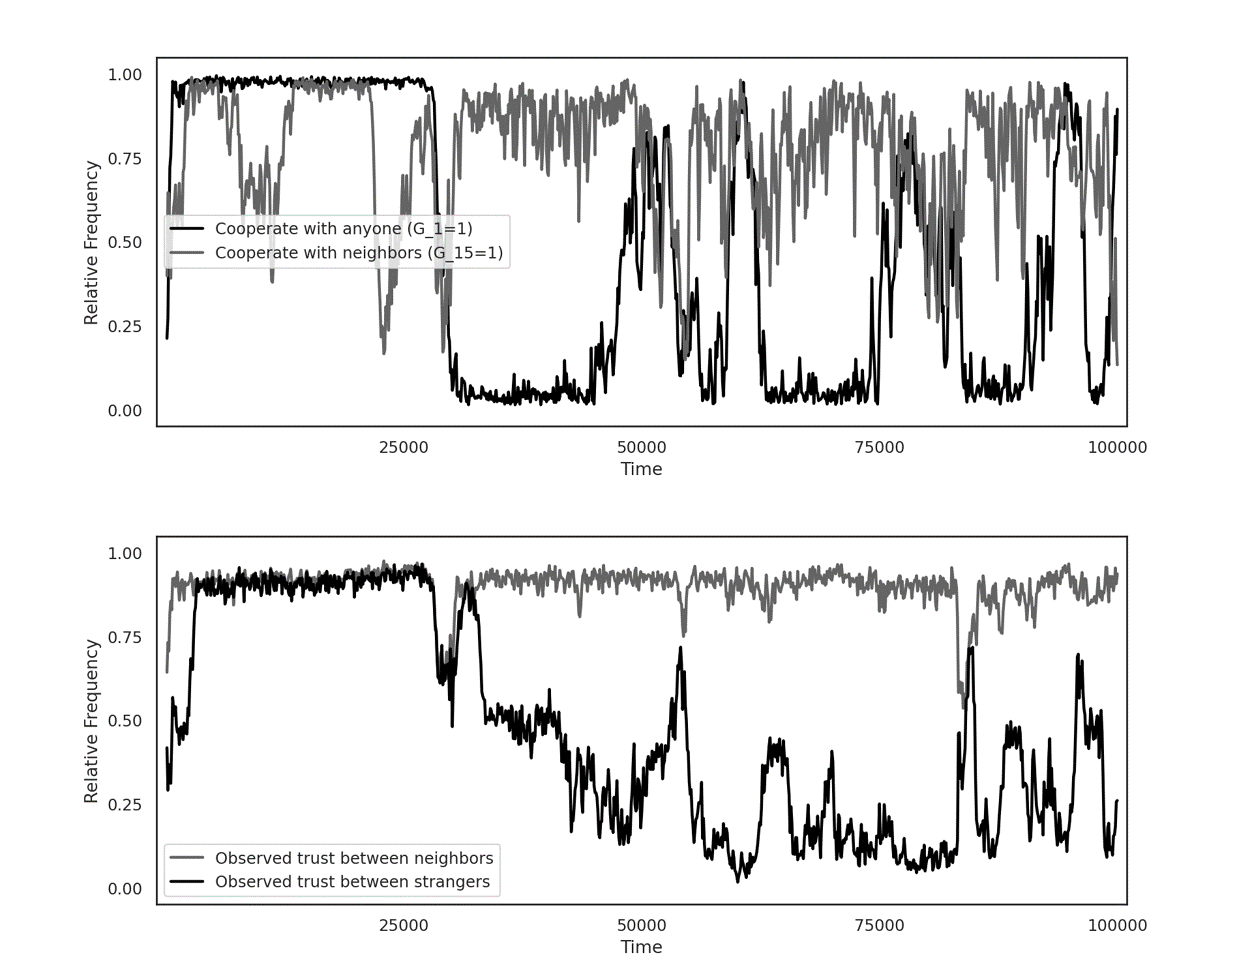 1.00
0.75
0.50
0.25
0.00
Relative Frequency
Cooperate with anyone (G_1=1)
Cooperate with neighbors (G_15=1)
25000 50000 75000 100000
Time
1.00
0.75
0.50
0.25
0.00
Relative Frequency
Observed trust between neighbors
Observed trust between strangers
25000 50000 75000 100000
Time